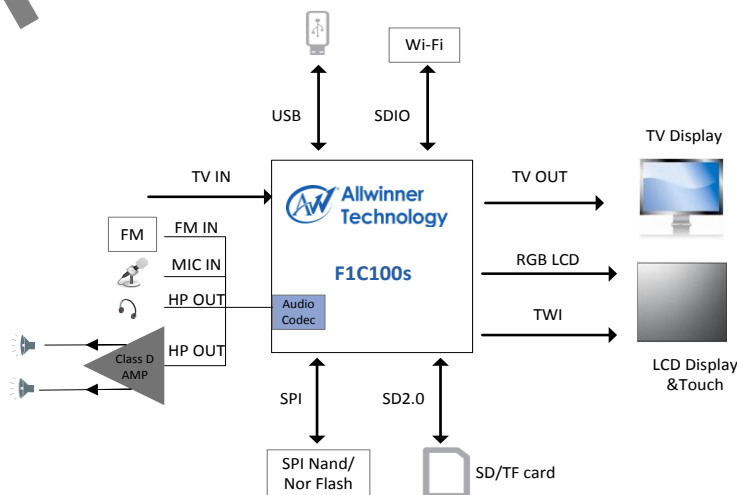 Wi-Fi
USB
SDIO
TV Display
TV IN
TV OUT
AW
Allwinner
Technology
FM
FM IN
MIC IN
F1C100s
RGB LCD
HP OUT
Audio
Codec
TWI
HP OUT
Class D
AMP
LCD Display
&Touch
SPI
SD2.0
SPI Nand/
Nor Flash
SD/TF card